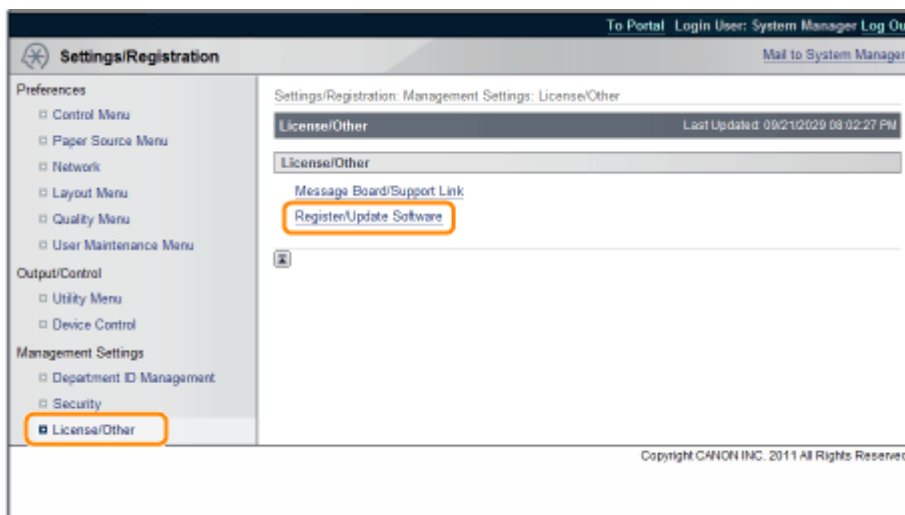 To Portal Login User: System Manager Log Ou
Settings/Registration
Mail to System Manager
Preferences
Control Menu
Paper Source Menu
Network
Layout Menu
Quality Menu
User Maintenance Menu
Output/Control
Utility Menu
Device Control
Management Settings
Department ID Management
Security
License/Other
Settings/Registration: Management Settings: License/Other
License/Other Last Updated: 09/21/2029 08:02:27 PM
License/Other
Message Board/Support Link
Register/Update Software
Copyright CANON INC. 2011 All Rights Reserved